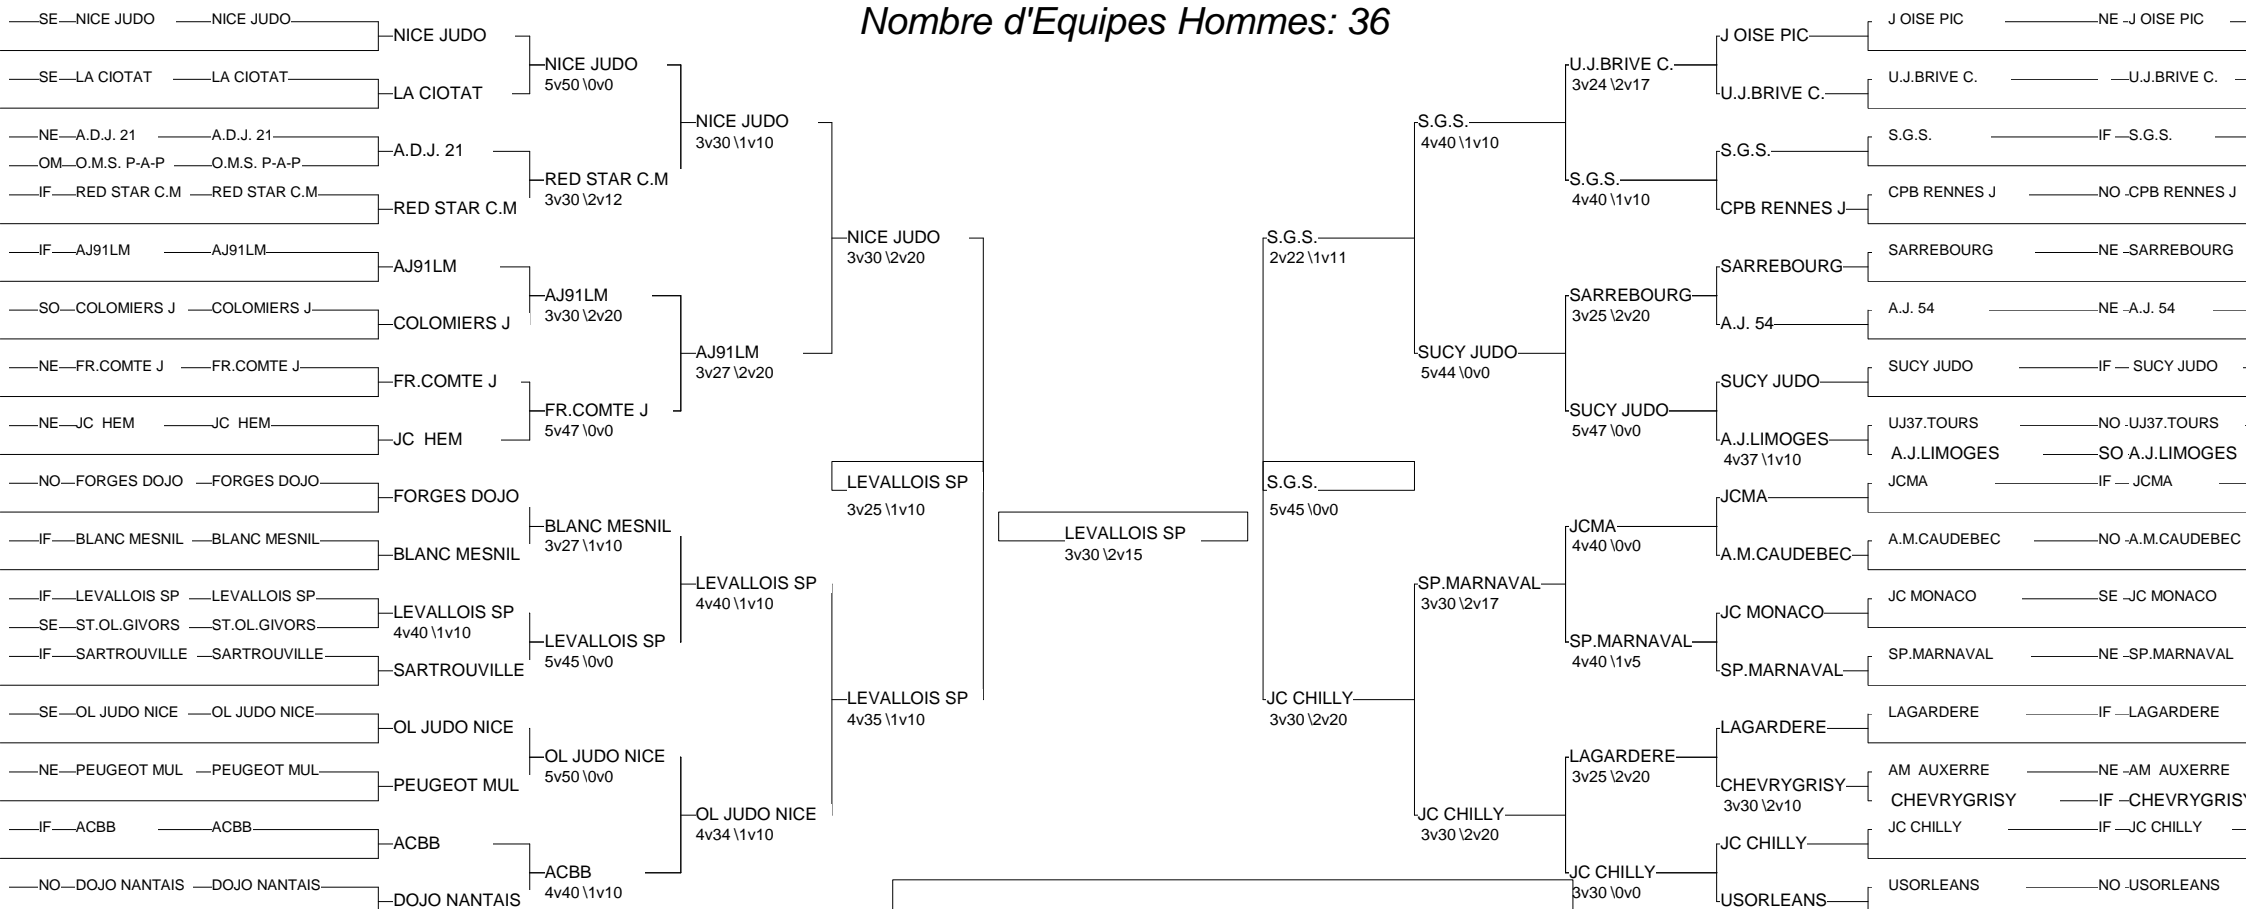 Nombre d'Equipes Hommes: 36
SE NICE JUDO NICE JUDO
NICE JUDO
SE LA CIOTAT LA CIOTAT
LA CIOTAT
NE A.D.J. 21 A.D.J. 21
OM O.M.S. P-A-P O.M.S. P-A-P
A.D.J. 21
IF RED STAR C.M RED STAR C.M
RED STAR C.M
IF AJ91LM AJ91LM
AJ91LM
SO COLOMIERS J COLOMIERS J
COLOMIERS J
NE FR.COMTE J FR.COMTE J
FR.COMTE J
NE JC HEM JC HEM
JC HEM
NO FORGES DOJO FORGES DOJO
FORGES DOJO
IF BLANC MESNIL BLANC MESNIL
BLANC MESNIL
IF LEVALLOIS SP LEVALLOIS SP
SE ST.OL.GIVORS ST.OL.GIVORS
LEVALLOIS SP
4v40 \1v10
IF SARTROUVILLE SARTROUVILLE
SARTROUVILLE
SE OL JUDO NICE OL JUDO NICE
OL JUDO NICE
NE PEUGEOT MUL PEUGEOT MUL
PEUGEOT MUL
IF ACBB ACBB
ACBB
NO DOJO NANTAIS DOJO NANTAIS
DOJO NANTAIS
NICE JUDO
5v50 \0v0
RED STAR C.M
3v30 \2v12
AJ91LM
3v30 \2v20
FR.COMTE J
5v47 \0v0
BLANC MESNIL
3v27 \1v10
LEVALLOIS SP
5v45 \0v0
OL JUDO NICE
5v50 \0v0
ACBB
4v40 \1v10
NICE JUDO
3v30 \1v10
AJ91LM
3v27 \2v20
LEVALLOIS SP
4v40 \1v10
OL JUDO NICE
4v34 \1v10
NICE JUDO
3v30 \2v20
LEVALLOIS SP
3v25 \1v10
LEVALLOIS SP
4v35 \1v10
LEVALLOIS SP
3v30 \2v15
S.G.S.
2v22 \1v11
S.G.S.
5v45 \0v0
JC CHILLY
3v30 \2v20
S.G.S.
4v40 \1v10
SUCY JUDO
5v44 \0v0
SP.MARNAVAL
3v30 \2v17
JC CHILLY
3v30 \2v20
U.J.BRIVE C.
3v24 \2v17
S.G.S.
4v40 \1v10
SARREBOURG
3v25 \2v20
SUCY JUDO
5v47 \0v0
JCMA
4v40 \0v0
SP.MARNAVAL
4v40 \1v5
LAGARDERE
3v25 \2v20
JC CHILLY
3v30 \0v0
J OISE PIC
U.J.BRIVE C.
S.G.S.
CPB RENNES J
SARREBOURG
A.J. 54
SUCY JUDO
A.J.LIMOGES
4v37 \1v10
JCMA
A.M.CAUDEBEC
JC MONACO
SP.MARNAVAL
LAGARDERE
CHEVRYGRISY
3v30 \2v10
JC CHILLY
USORLEANS
J OISE PIC NE J OISE PIC
U.J.BRIVE C. U.J.BRIVE C.
S.G.S. IF S.G.S.
CPB RENNES J NO CPB RENNES J
SARREBOURG NE SARREBOURG
A.J. 54 NE A.J. 54
SUCY JUDO IF SUCY JUDO
UJ37.TOURS NO UJ37.TOURS
A.J.LIMOGES SO A.J.LIMOGES
JCMA IF JCMA
A.M.CAUDEBEC NO A.M.CAUDEBEC
JC MONACO SE JC MONACO
SP.MARNAVAL NE SP.MARNAVAL
LAGARDERE IF LAGARDERE
AM AUXERRE NE AM AUXERRE
CHEVRYGRISY IF CHEVRYGRISY
JC CHILLY IF JC CHILLY
USORLEANS NO USORLEANS